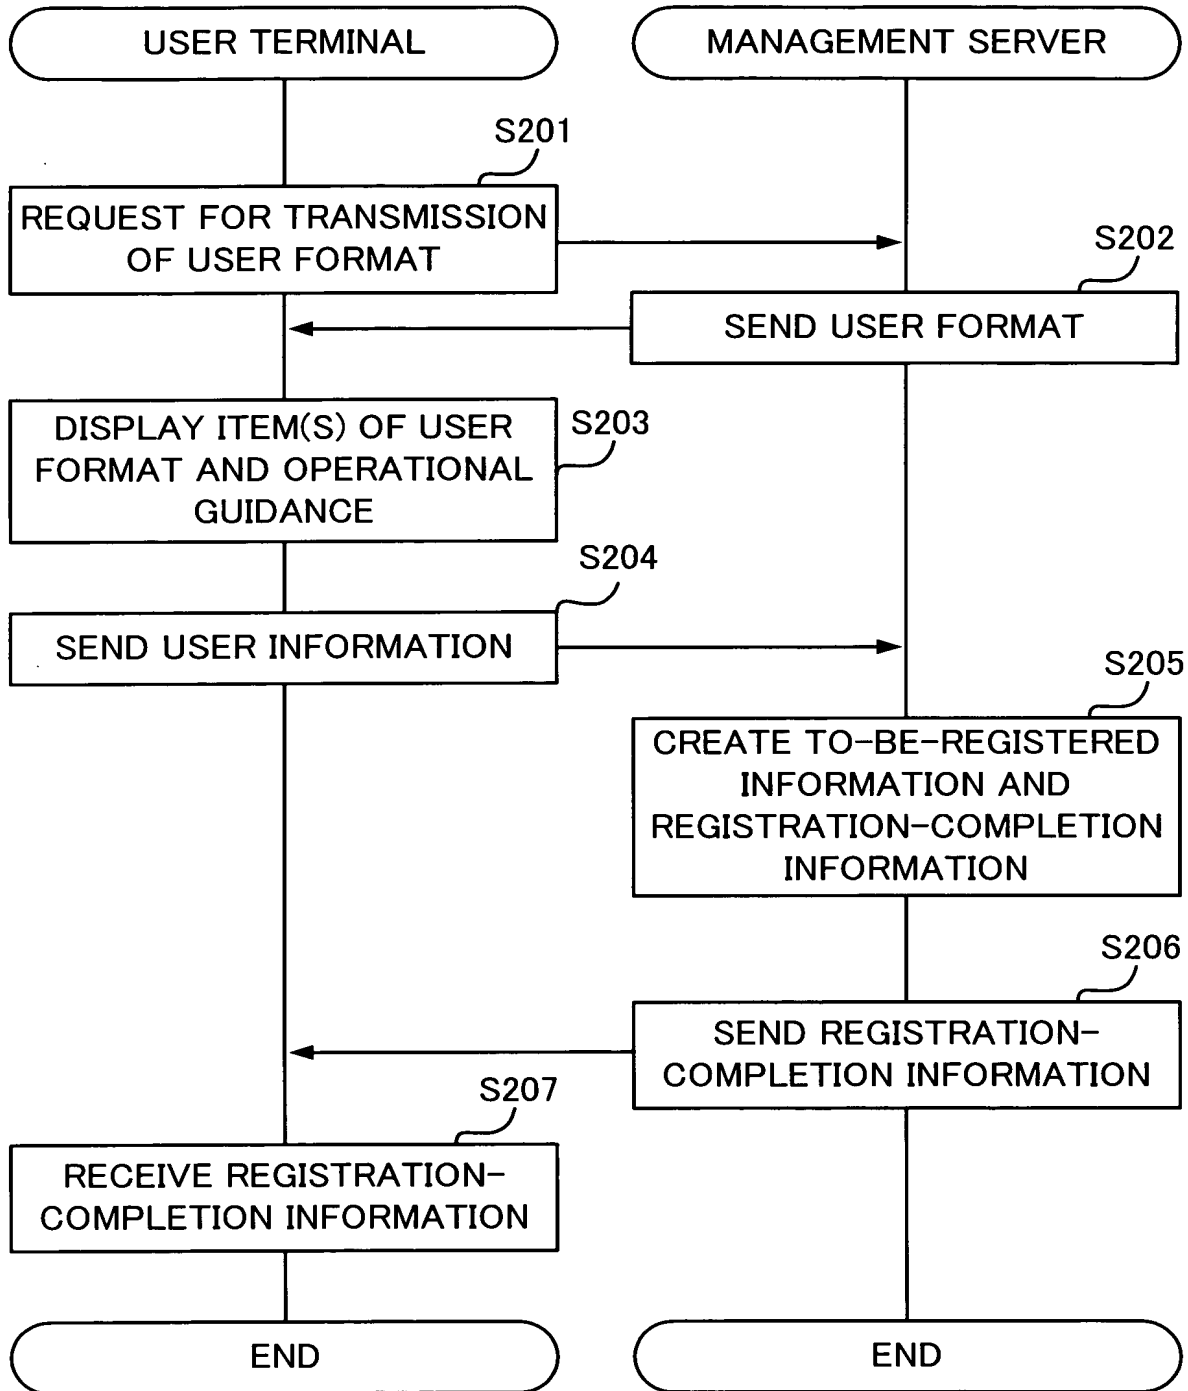 USER TERMINAL
MANAGEMENT SERVER
S201
REQUEST FOR TRANSMISSION
OF USER FORMAT
S202
SEND USER FORMAT
S203
DISPLAY ITEM(S) OF USER
FORMAT AND OPERATIONAL
GUIDANCE
S204
SEND USER INFORMATION
S205
CREATE TO-BE-REGISTERED
INFORMATION AND
REGISTRATION-COMPLETION
INFORMATION
S206
SEND REGISTRATION-
COMPLETION INFORMATION
S207
RECEIVE REGISTRATION-
COMPLETION INFORMATION
END
END